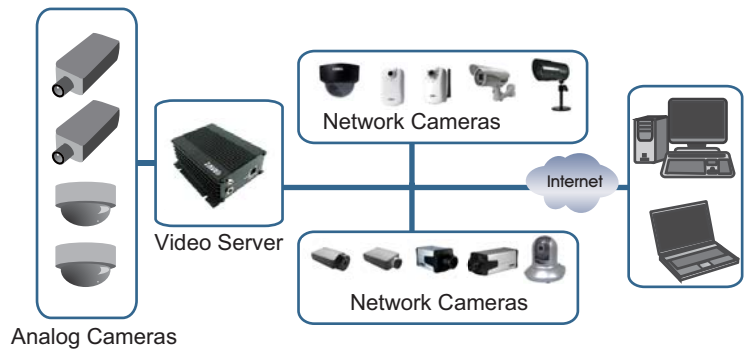 Network Cameras
Internet
Video Server
Network Cameras
Analog Cameras